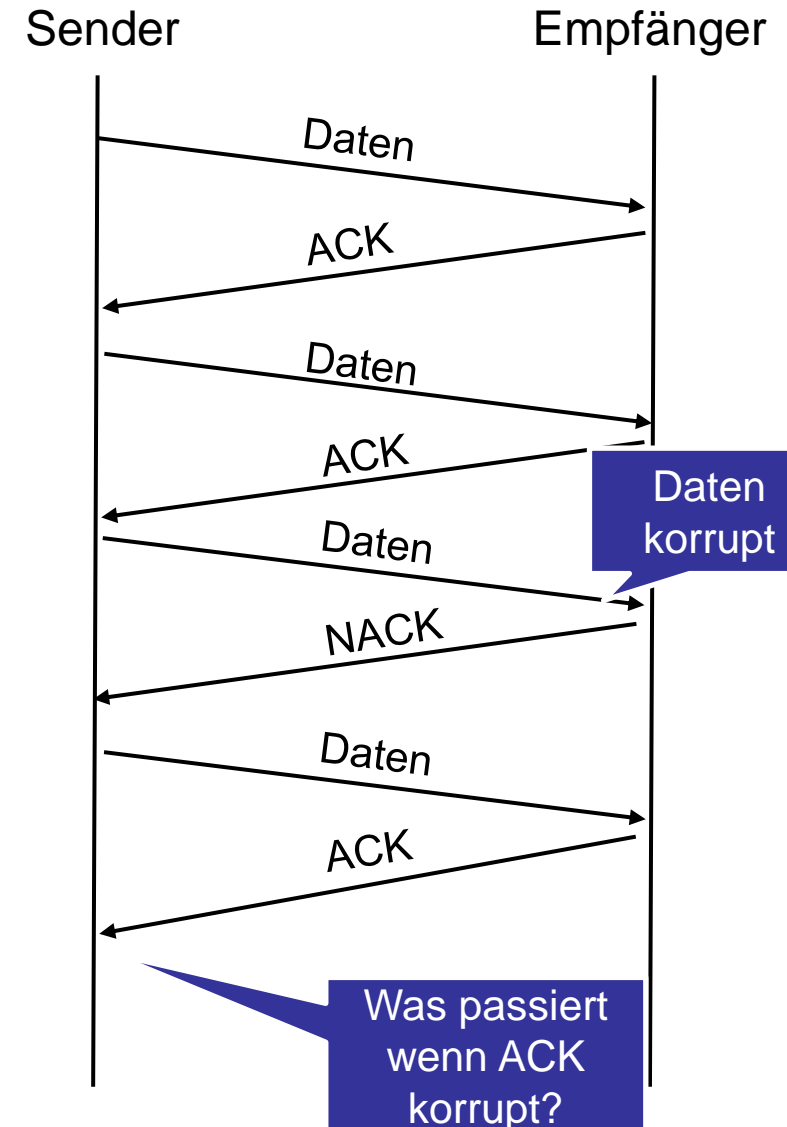 Sender
Empfänger
Daten
ACK
Daten
ACK
Daten
korrupt
Daten
NACK
Daten
ACK
Was passiert
wenn ACK
korrupt?